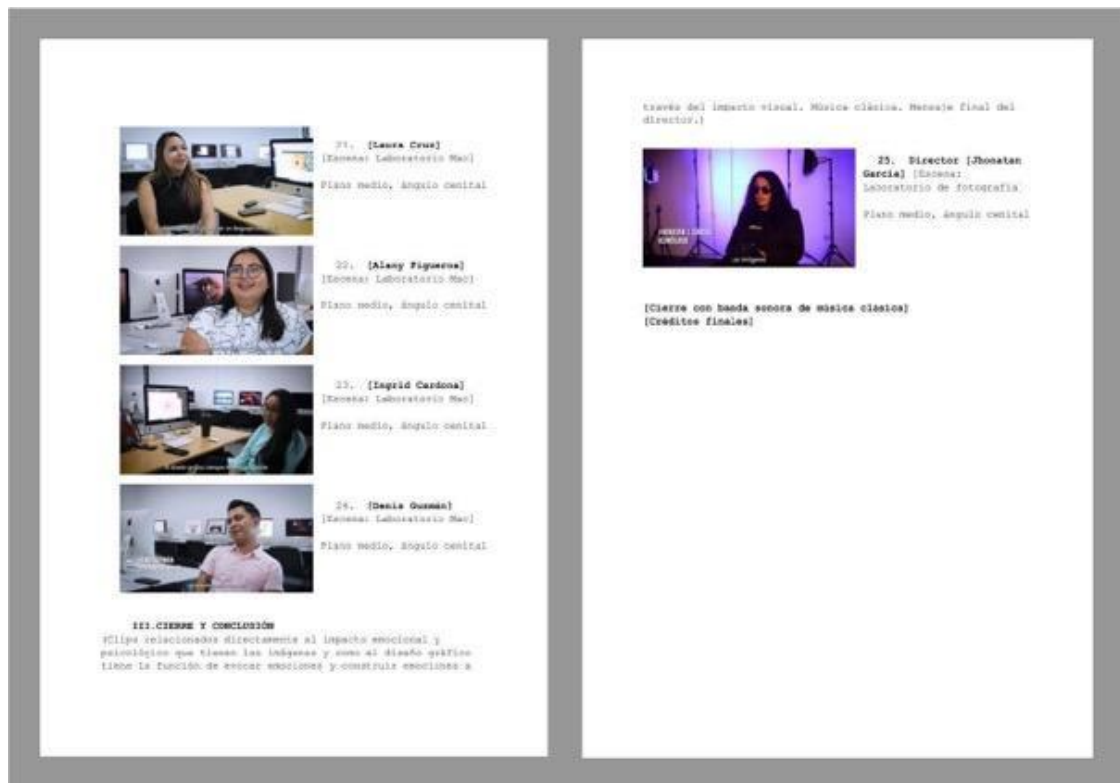 21. [Laura Cruz]
[Escena: Laboratorio Mac]
Plano medio, ángulo cenital
22. [Alany Figueroa]
[Escena: Laboratorio Mac]
Plano medio, ángulo cenital
23. [Ingrid Cardona]
[Escena: Laboratorio Mac]
Plano medio, ángulo cenital
24. [Denis Guzmán]
[Escena: Laboratorio Mac]
Plano medio, ángulo cenital
III.CIERRE Y CONCLUSIÓN
(Clips relacionados directamente al impacto emocional y
psicológico que tienen las imágenes y como al diseño gráfico
tiene la función de evocar emociones y construir emociones a
través del impacto visual. Música clásica. Mensaje final del
director.)
25. Director [Jhonatan
García] [Escena:
Laboratorio de fotografía
Plano medio, ángulo cenital
las imágenes
[Cierre con banda sonora de música clásica]
[Créditos finales]